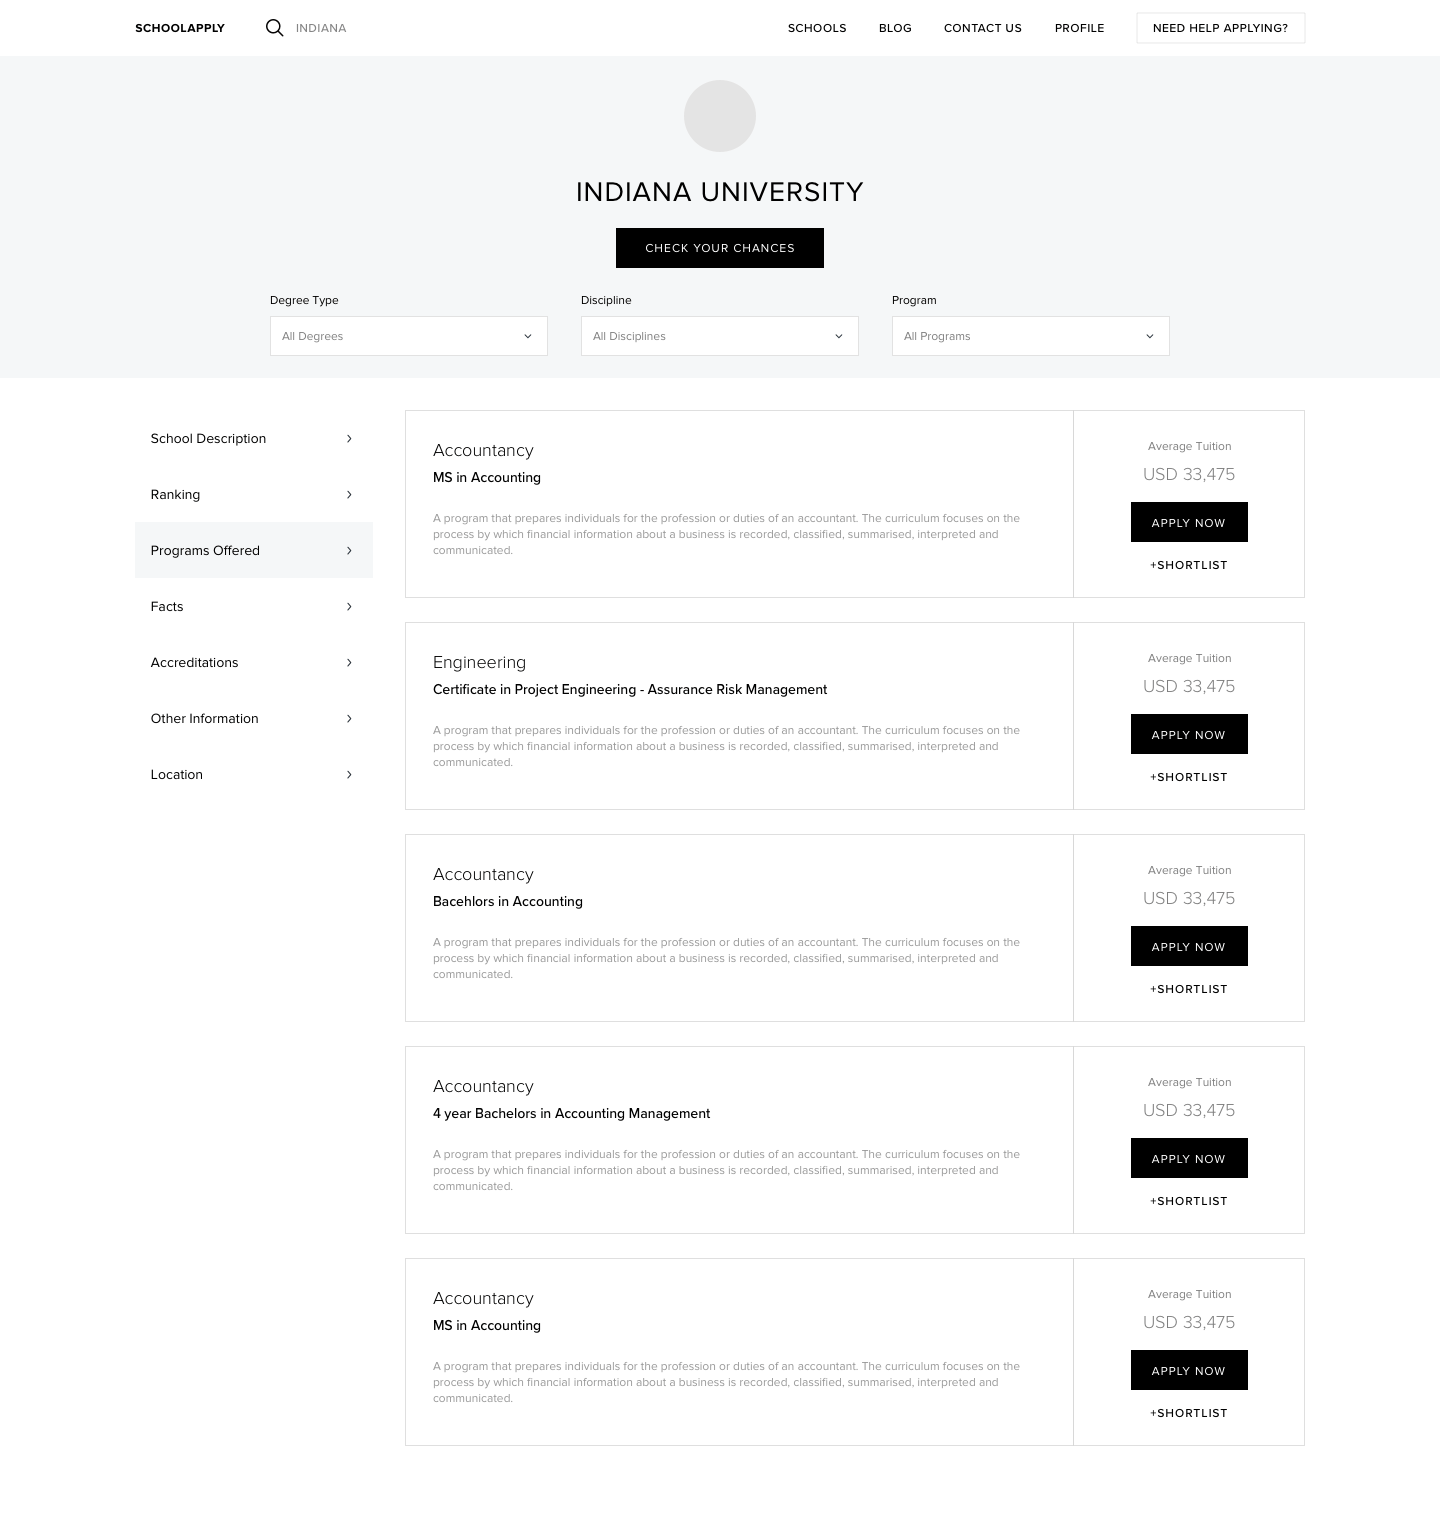 SCHOOLAPPLY
INDIANA
SCHOOLS
BLOG
CONTACT US
PROFILE
NEED HELP APPLYING?
INDIANA UNIVERSITY
CHECK YOUR CHANCES
Degree Type
All Degrees
Discipline
All Disciplines
Program
All Programs
School Description
Ranking
Programs Offered
Facts
Accreditations
Other Information
Location
Accountancy
MS in Accounting
A program that prepares individuals for the profession or duties of an accountant. The curriculum focuses on the
process by which financial information about a business is recorded, classified, summarised, interpreted and
communicated.
Average Tuition
USD 33,475
APPLY NOW
+SHORTLIST
Engineering
Certificate in Project Engineering - Assurance Risk Management
A program that prepares individuals for the profession or duties of an accountant. The curriculum focuses on the
process by which financial information about a business is recorded, classified, summarised, interpreted and
communicated.
Average Tuition
USD 33,475
APPLY NOW
+SHORTLIST
Accountancy
Bacehlors in Accounting
A program that prepares individuals for the profession or duties of an accountant. The curriculum focuses on the
process by which financial information about a business is recorded, classified, summarised, interpreted and
communicated.
Average Tuition
USD 33,475
APPLY NOW
+SHORTLIST
Accountancy
4 year Bachelors in Accounting Management
A program that prepares individuals for the profession or duties of an accountant. The curriculum focuses on the
process by which financial information about a business is recorded, classified, summarised, interpreted and
communicated.
Average Tuition
USD 33,475
APPLY NOW
+SHORTLIST
Accountancy
MS in Accounting
A program that prepares individuals for the profession or duties of an accountant. The curriculum focuses on the
process by which financial information about a business is recorded, classified, summarised, interpreted and
communicated.
Average Tuition
USD 33,475
APPLY NOW
+SHORTLIST